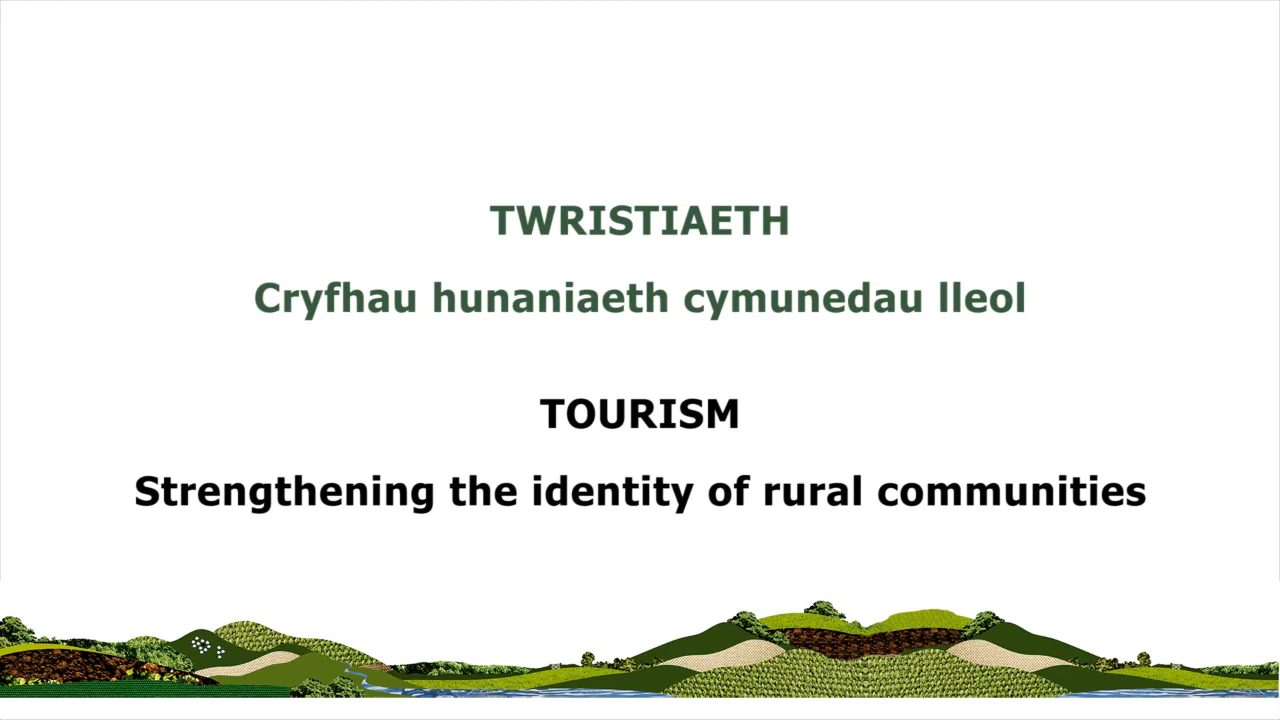 TWRISTIAETH
Cryfhau hunaniaeth cymunedau lleol
TOURISM
Strengthening the identity of rural communities